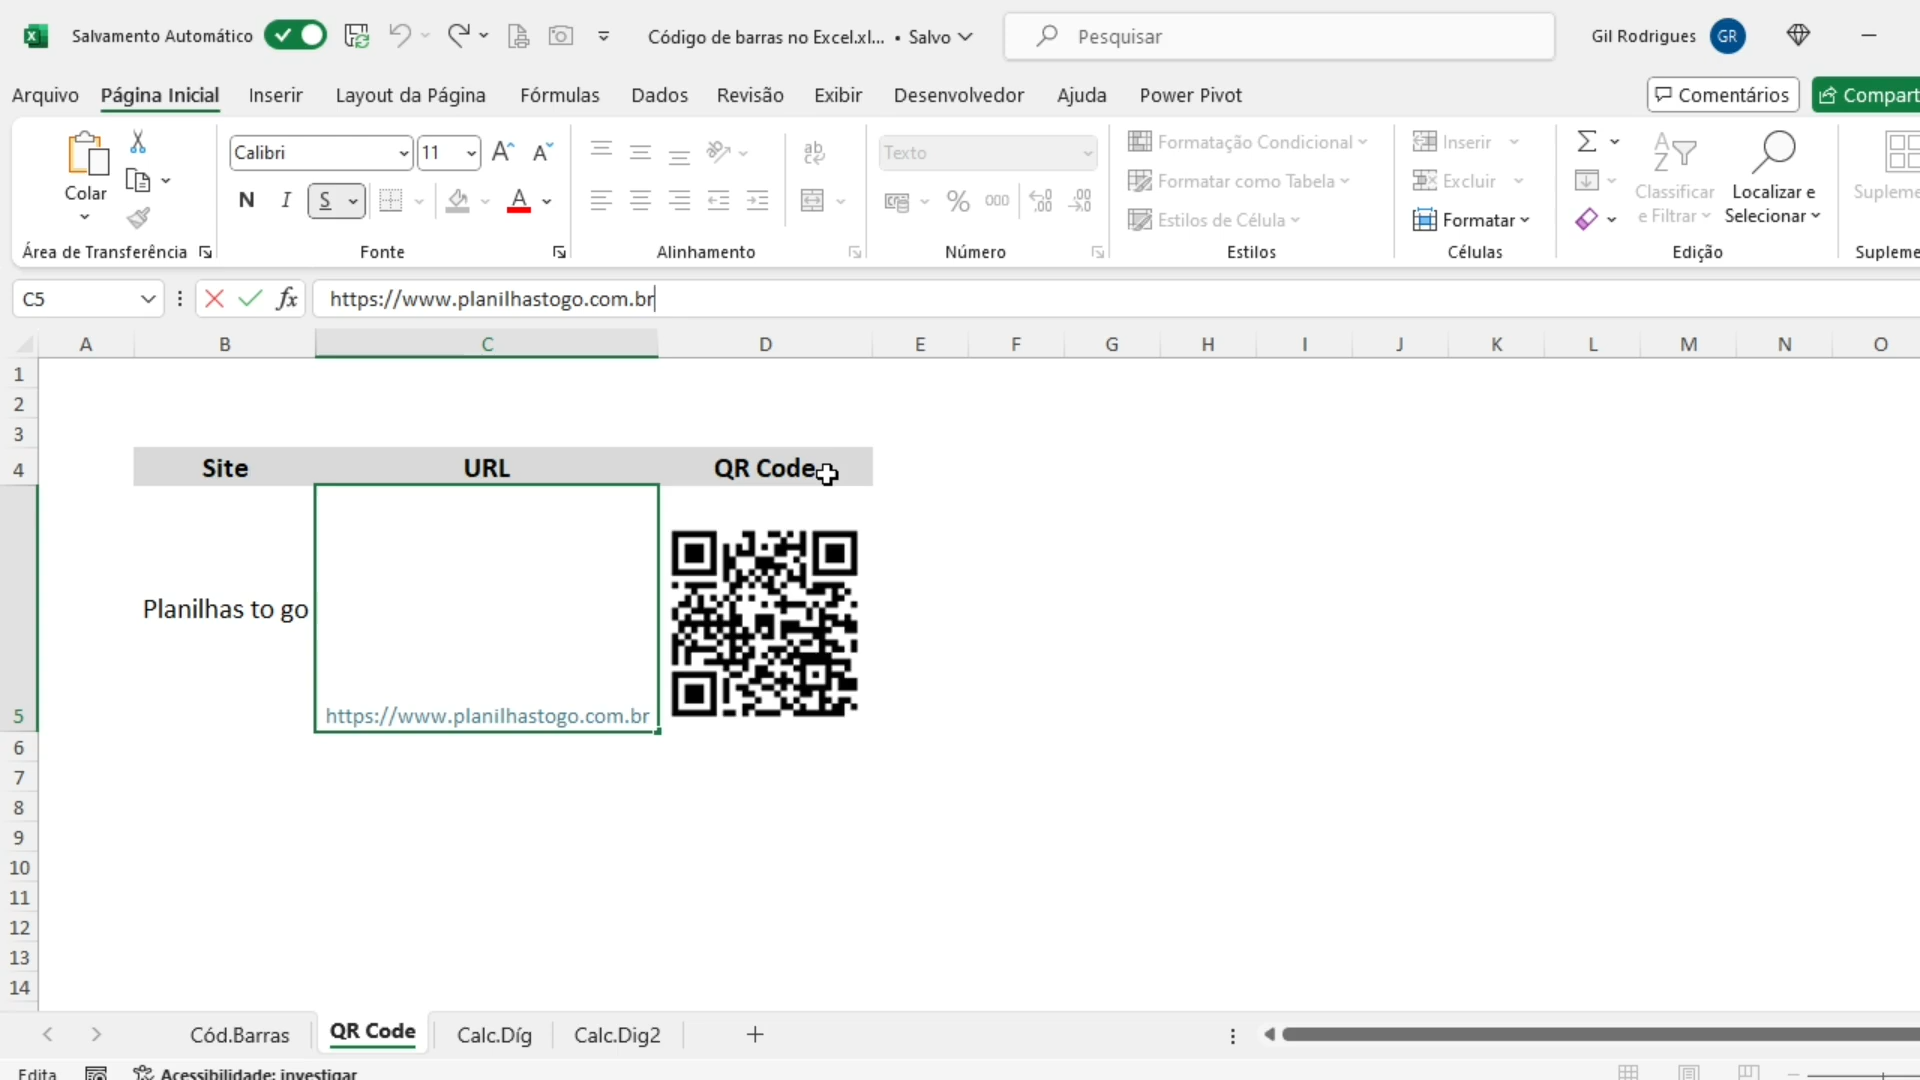 Salvamento Automático
Código de barras no Excel.xl... • Salvo
Pesquisar
Gil Rodrigues GR
Arquivo Página Inicial Inserir Layout da Página Fórmulas Dados Revisão Exibir Desenvolvedor Ajuda Power Pivot
Comentários
Compart
Colar
Área de Transferência
Calibri 11
N I S
Fonte
Alinhamento
Texto
% 000
Número
Formatação Condicional
Formatar como Tabela
Estilos de Célula
Estilos
Inserir
Excluir
Formatar
Células
Classificar
e Filtrar
Localizar e
Selecionar
Edição
Supleme
Supleme
C5
fx
https://www.planilhastogo.com.br
A B C D E F G H I J K L M N O
1
2
3
4 Site URL QR Code
Planilhas to go
5 https://www.planilhastogo.com.br
6
7
8
9
10
11
12
13
14
Cód.Barras QR Code Calc.Díg Calc.Dig2
Edita Acessibilidade: investigar